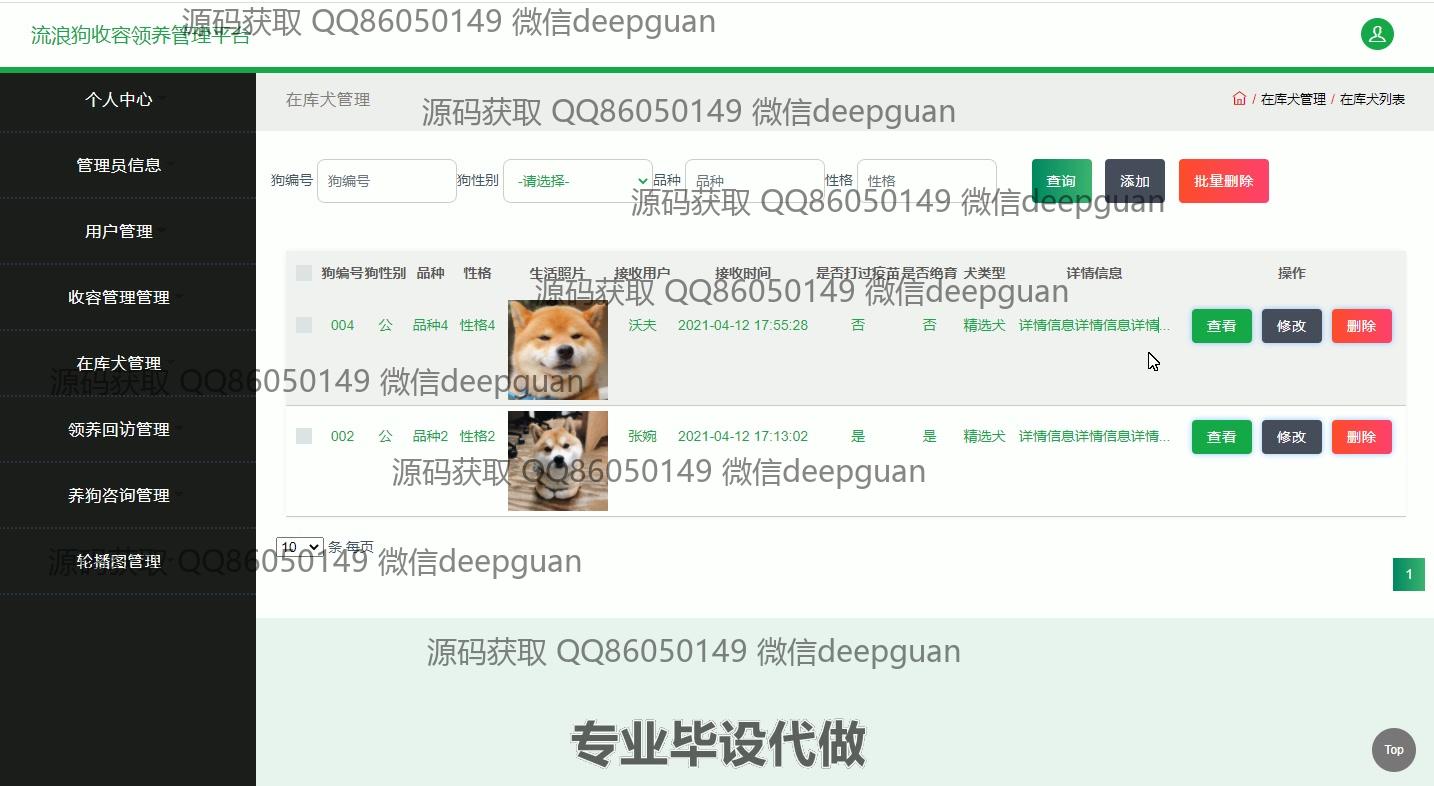 源码获取 QQ86050149 微信deepguan
流浪狗收容领养管理平台
个人中心
管理员信息
用户管理
收容管理管理
在库犬管理
领养回访管理
养狗咨询管理
轮播图管理
在库犬管理
/ 在库犬管理 / 在库犬列表
源码获取 QQ86050149 微信deepguan
狗编号 狗编号 狗性别 -请选择- 品种 品种 性格 性格 查询 添加 批量删除
源码获取 QQ86050149 微信deepguan
狗编号 狗性别 品种 性格 生活照片 接收用户 接收时间 是否打过疫苗 是否绝育 犬类型 详情信息 操作
源码获取 QQ86050149 微信deepguan
004 公 品种4 性格4 沃夫 2021-04-12 17:55:28 否 否 精选犬 详情信息详情信息详情... 查看 修改 删除
源码获取 QQ86050149 微信deepguan
002 公 品种2 性格2 张婉 2021-04-12 17:13:02 是 是 精选犬 详情信息详情信息详情... 查看 修改 删除
源码获取 QQ86050149 微信deepguan
10 条 每页
源码获取 QQ86050149 微信deepguan
1
源码获取 QQ86050149 微信deepguan
专业毕设代做
Top